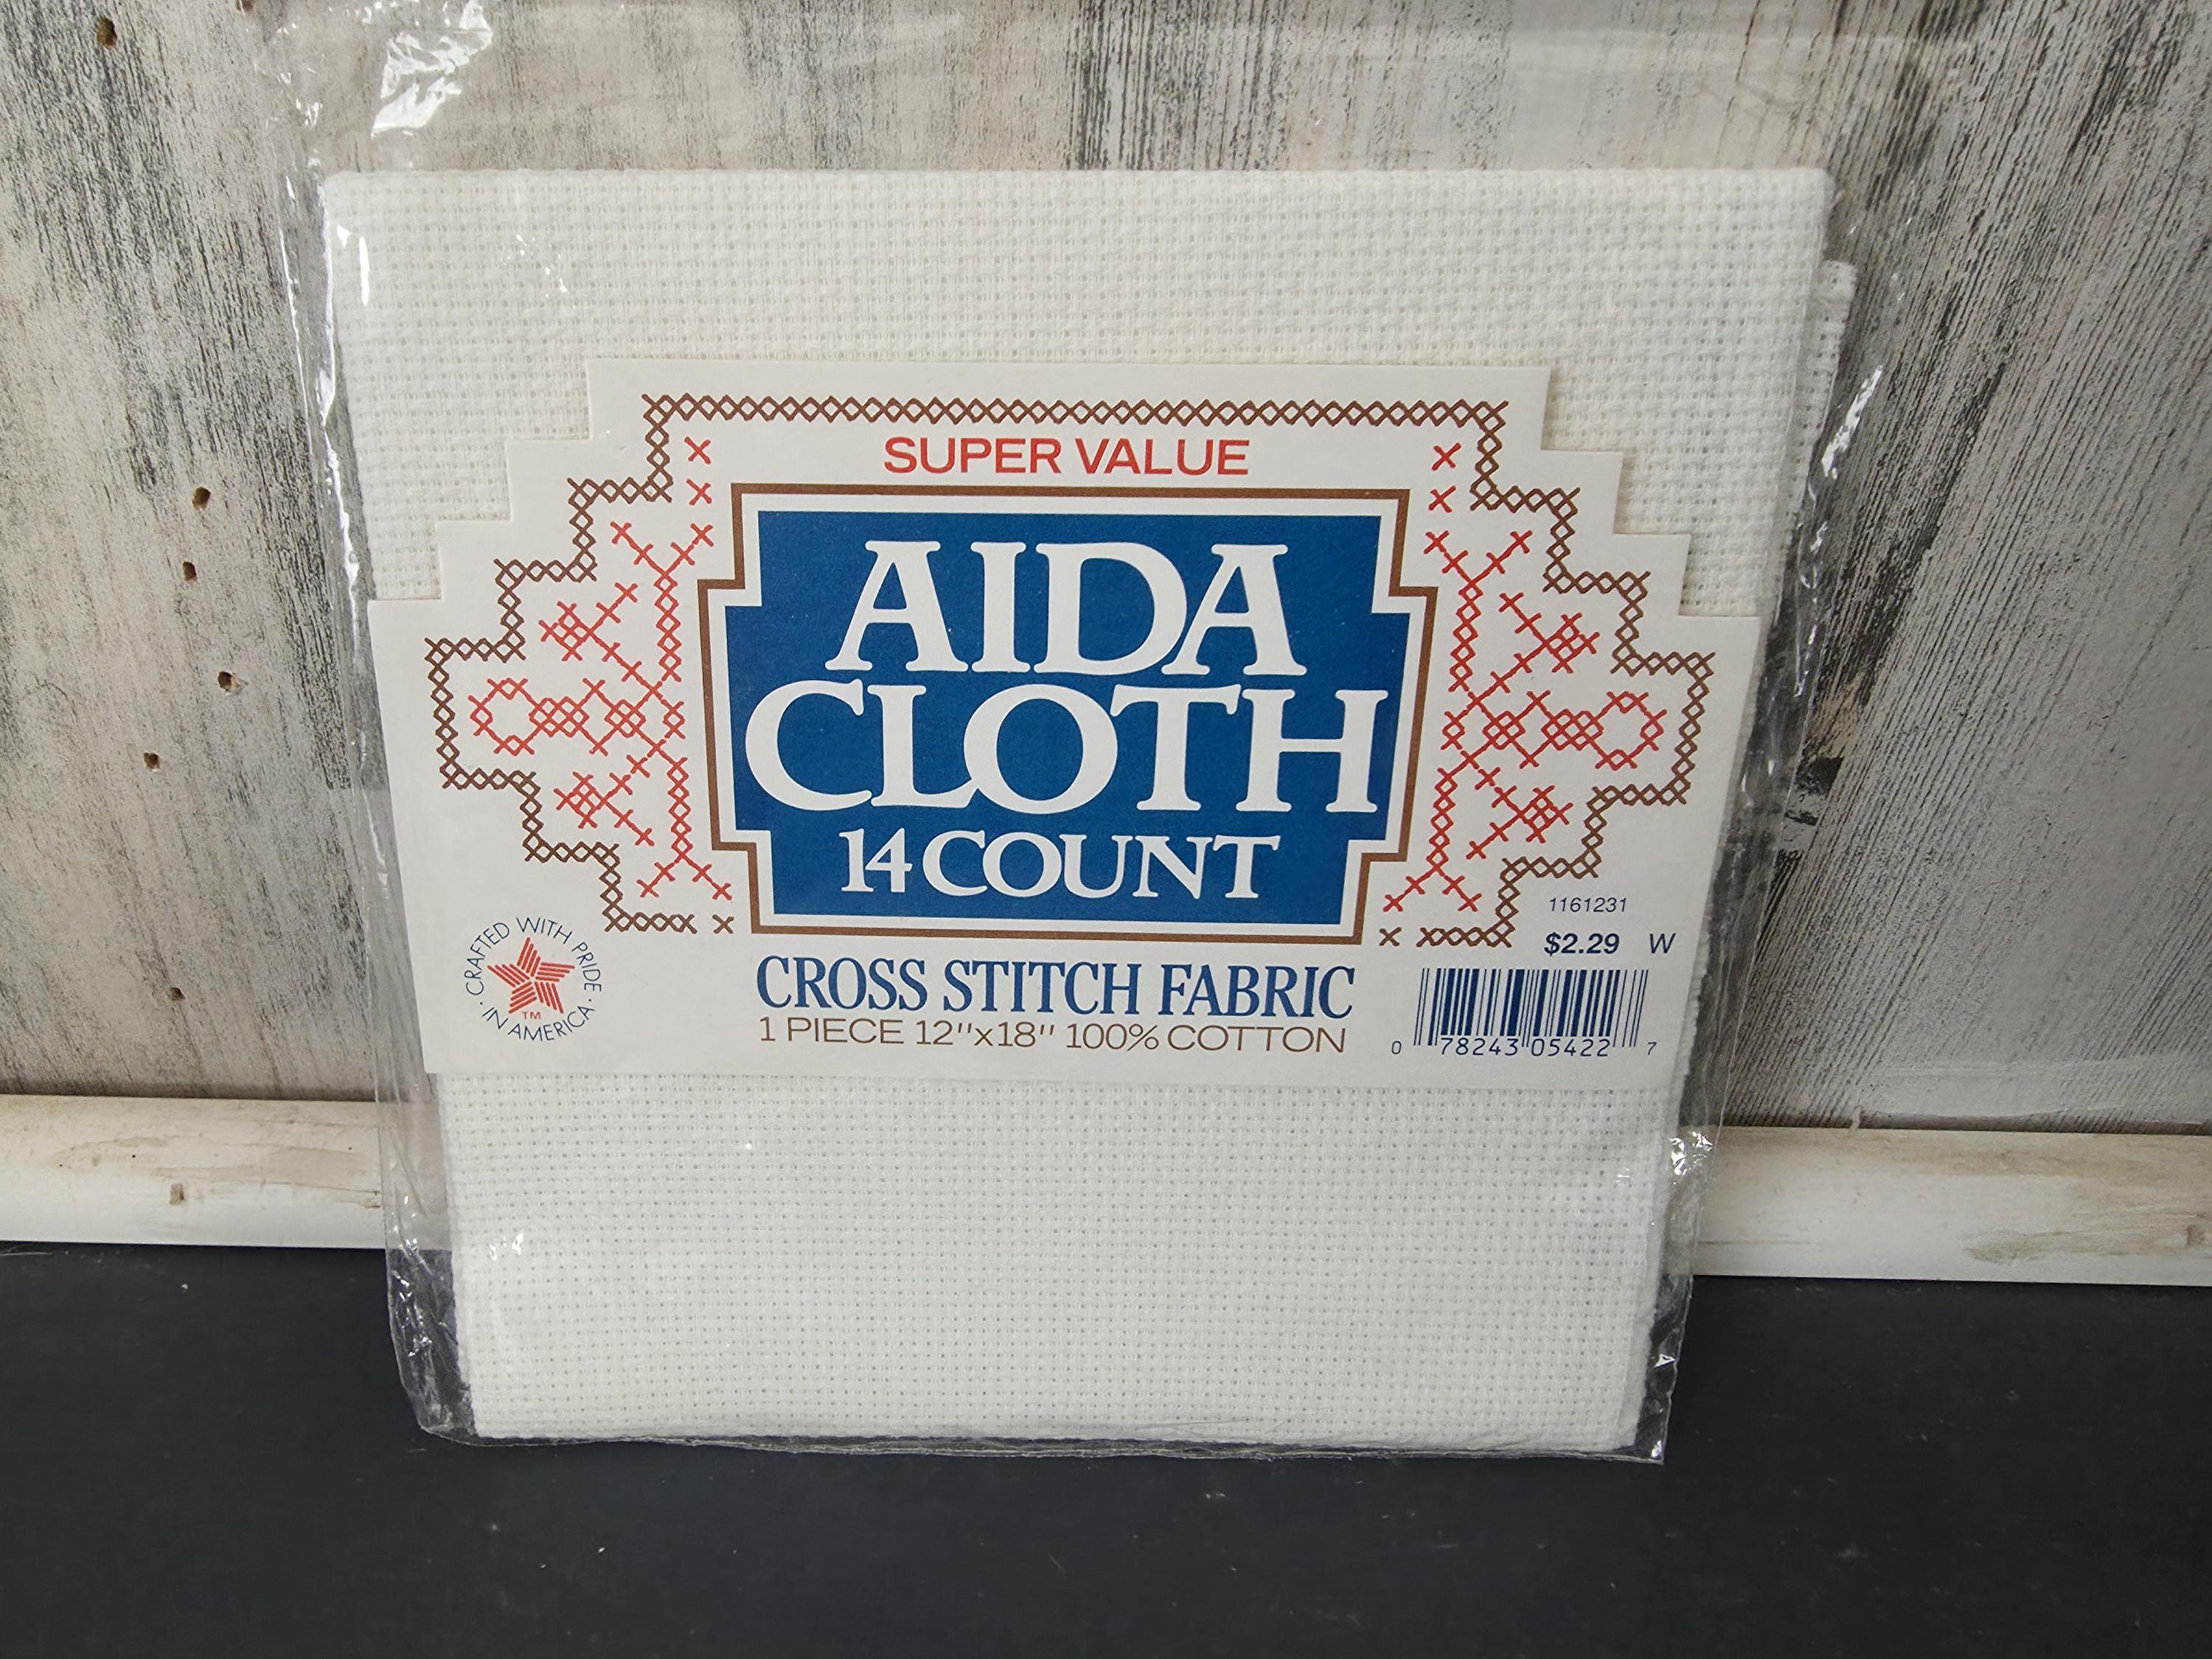 SUPER VALUE
AIDA
CLOTH
14 COUNT
1161231
$2.29 W
CRAFTED WITH PRIDE
· IN AMERICA ·
TM
CROSS STITCH FABRIC
1 PIECE 12"x18" 100% COTTON
0 78243 05422 7